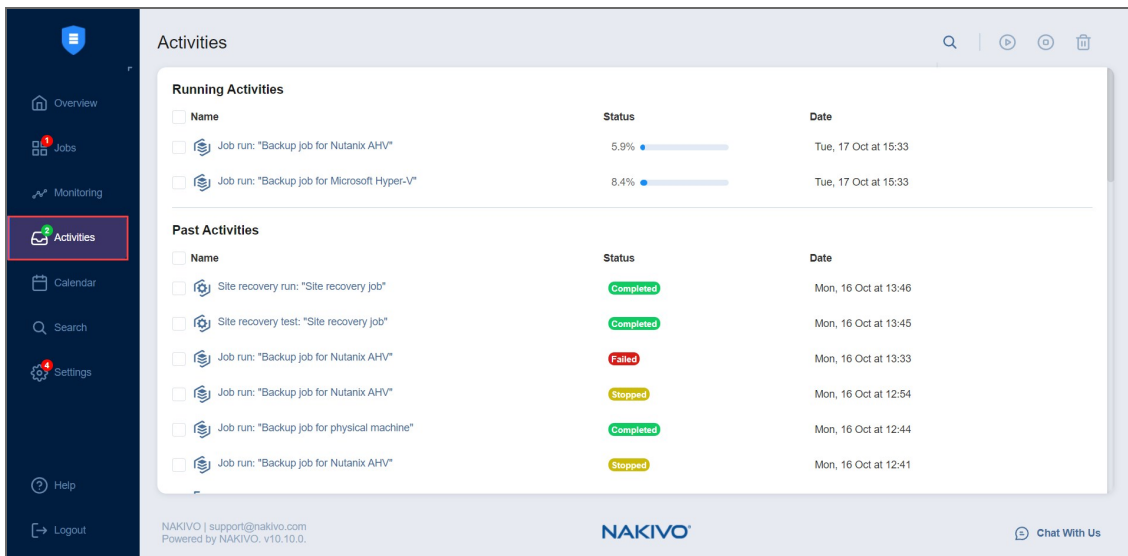 Activities
Overview
1
Jobs
Monitoring
2
Activities
Calendar
Search
4
Settings
Help
Logout
Running Activities
Name Status Date
Job run: "Backup job for Nutanix AHV" 5.9% Tue, 17 Oct at 15:33
Job run: "Backup job for Microsoft Hyper-V" 8.4% Tue, 17 Oct at 15:33
Past Activities
Name Status Date
Site recovery run: "Site recovery job" Completed Mon, 16 Oct at 13:46
Site recovery test: "Site recovery job" Completed Mon, 16 Oct at 13:45
Job run: "Backup job for Nutanix AHV" Failed Mon, 16 Oct at 13:33
Job run: "Backup job for Nutanix AHV" Stopped Mon, 16 Oct at 12:54
Job run: "Backup job for physical machine" Completed Mon, 16 Oct at 12:44
Job run: "Backup job for Nutanix AHV" Stopped Mon, 16 Oct at 12:41
NAKIVO | support@nakivo.com
Powered by NAKIVO. v10.10.0.
NAKIVO®
Chat With Us